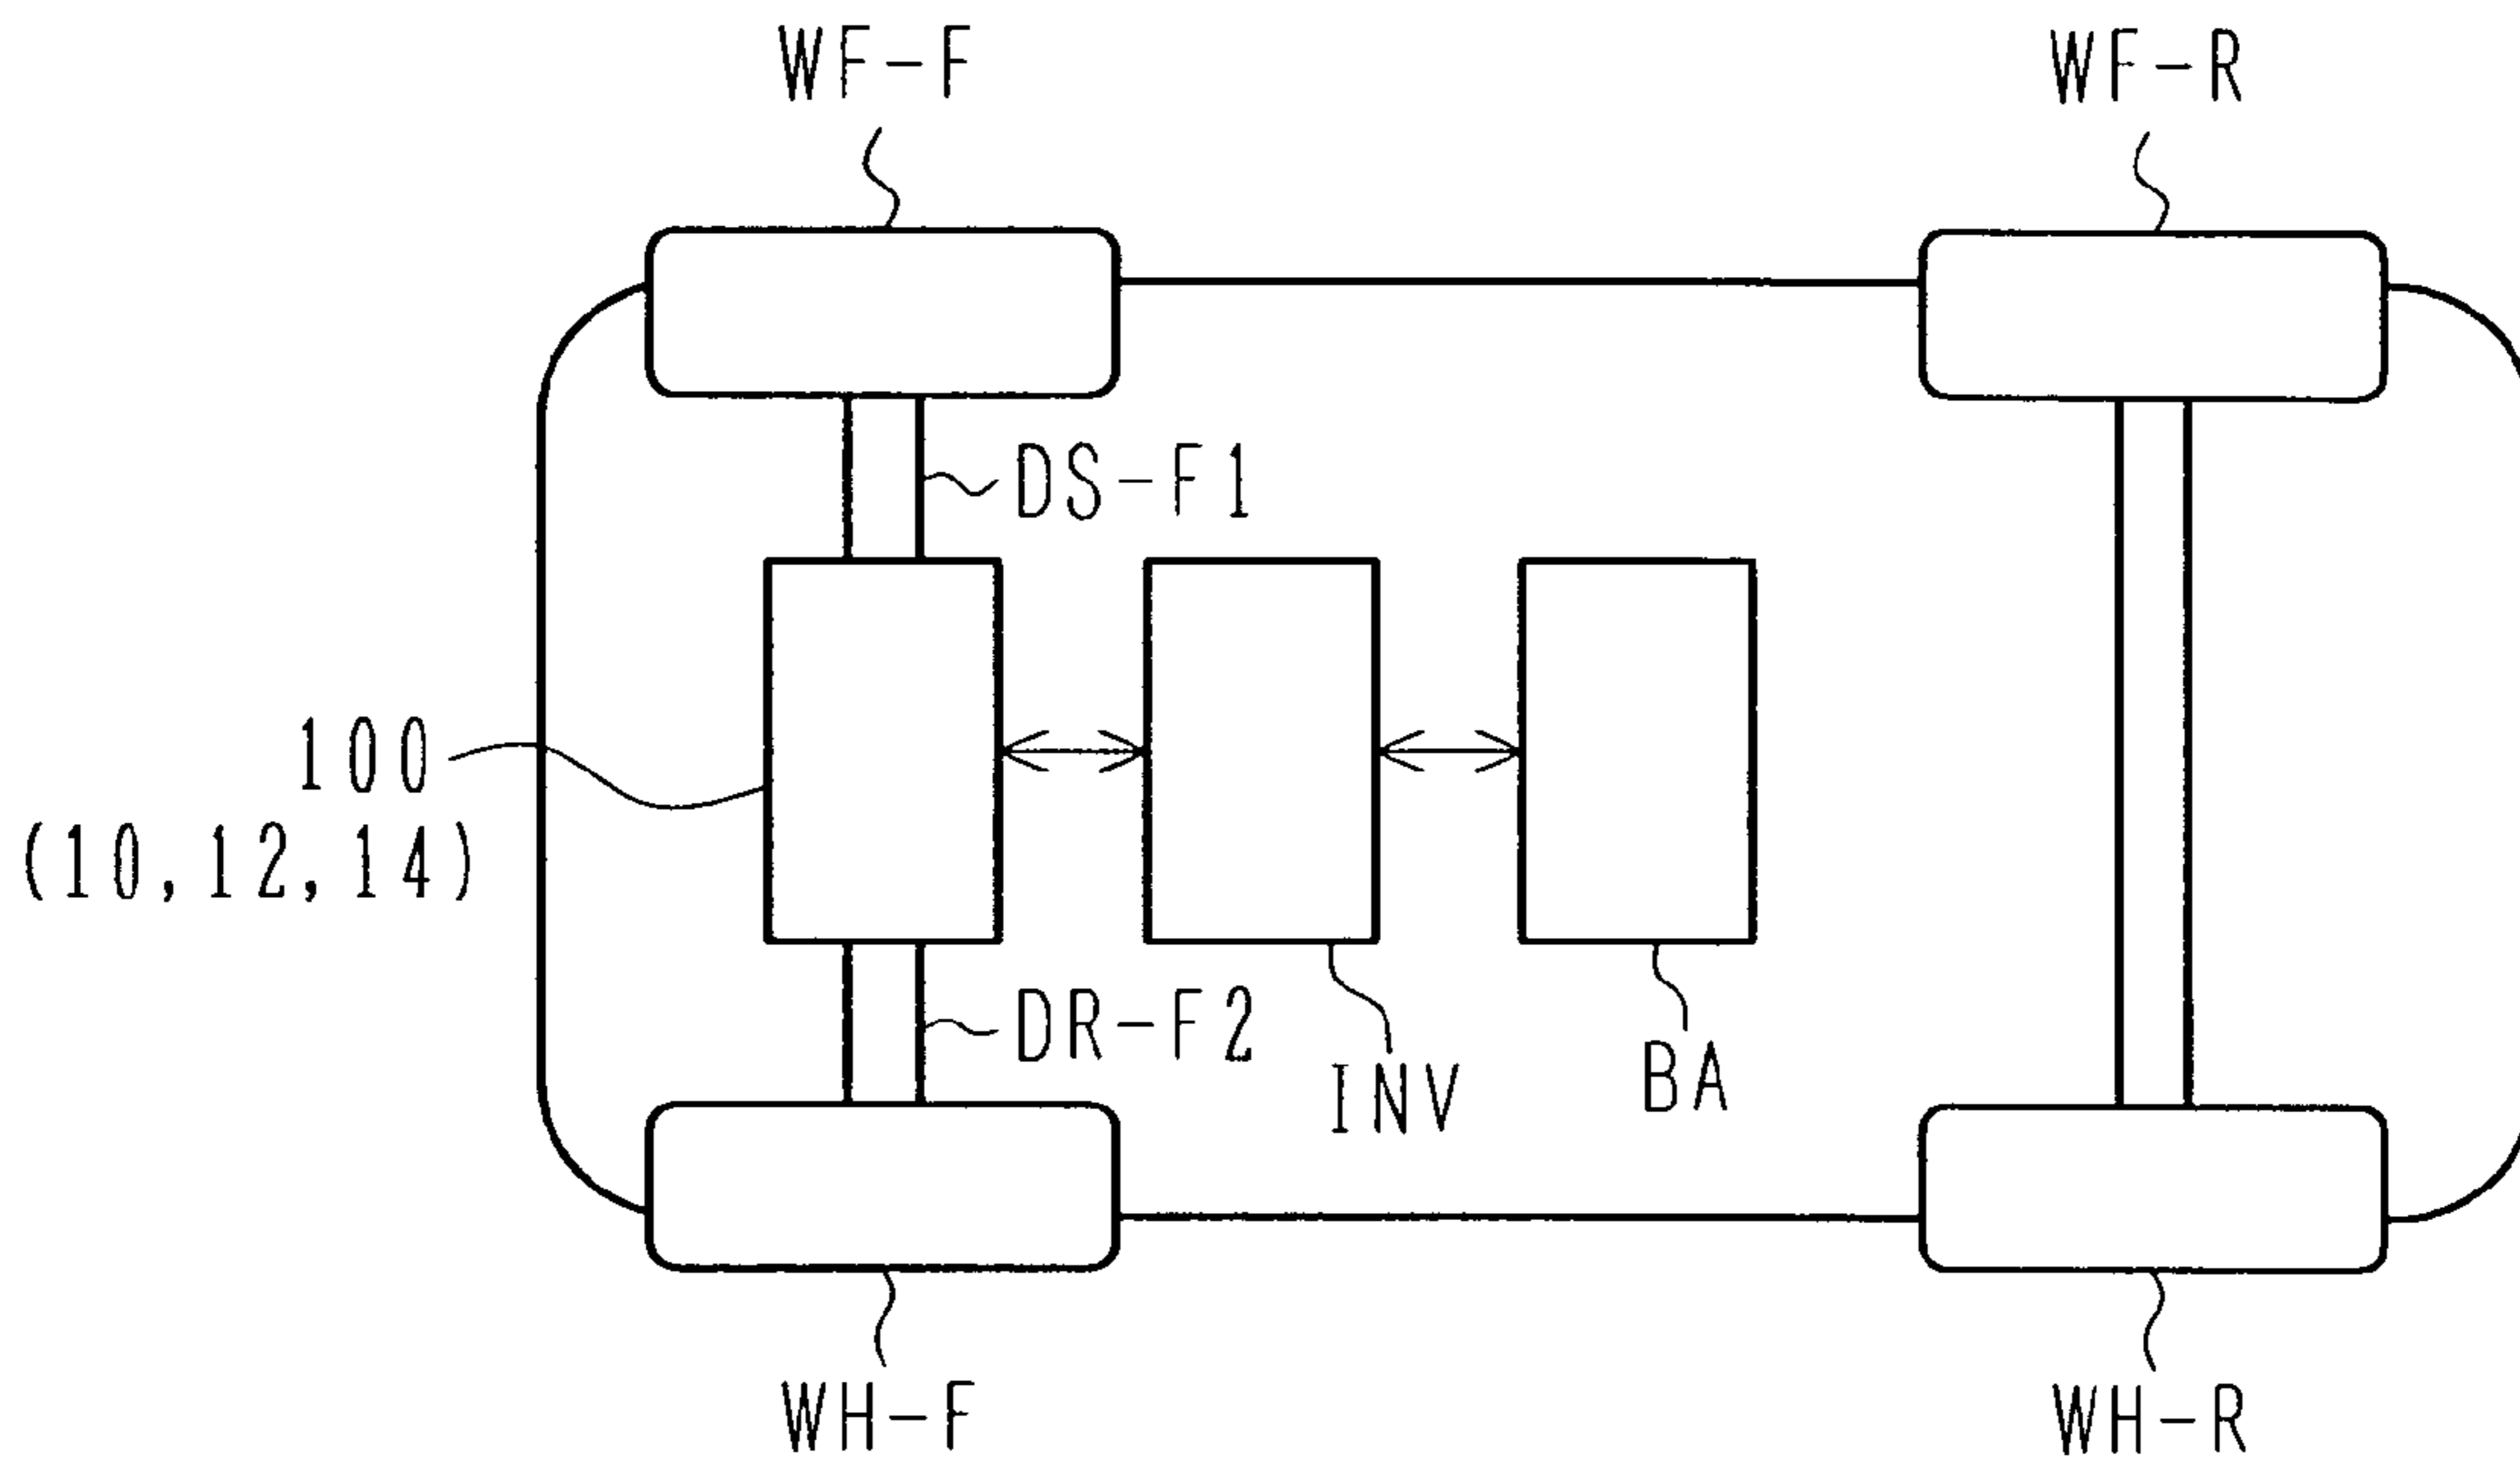 WF-F
WF-R
DS-F1
100
(10,12,14)
DR-F2
INV
BA
WH-F
WH-R